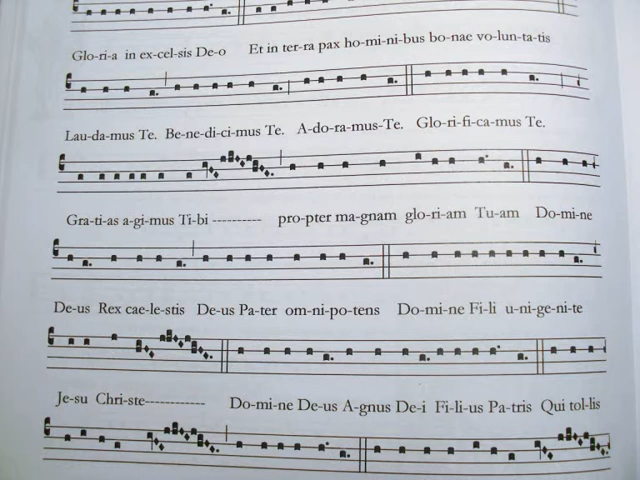 Glo-ri-a in ex-cel-sis De-o Et in ter-ra pax ho-mi-ni-bus bo-nae vo-lun-ta-tis
Lau-da-mus Te. Be-ne-di-ci-mus Te. A-do-ra-mus-Te. Glo-ri-fi-ca-mus Te.
Gra-ti-as a-gi-mus Ti-bi ---------- pro-pter ma-gnam glo-ri-am Tu-am Do-mi-ne
De-us Rex cae-le-stis De-us Pa-ter om-ni-po-tens Do-mi-ne Fi-li u-ni-ge-ni-te
Je-su Chri-ste------------ Do-mi-ne De-us A-gnus De-i Fi-li-us Pa-tris Qui tol-lis